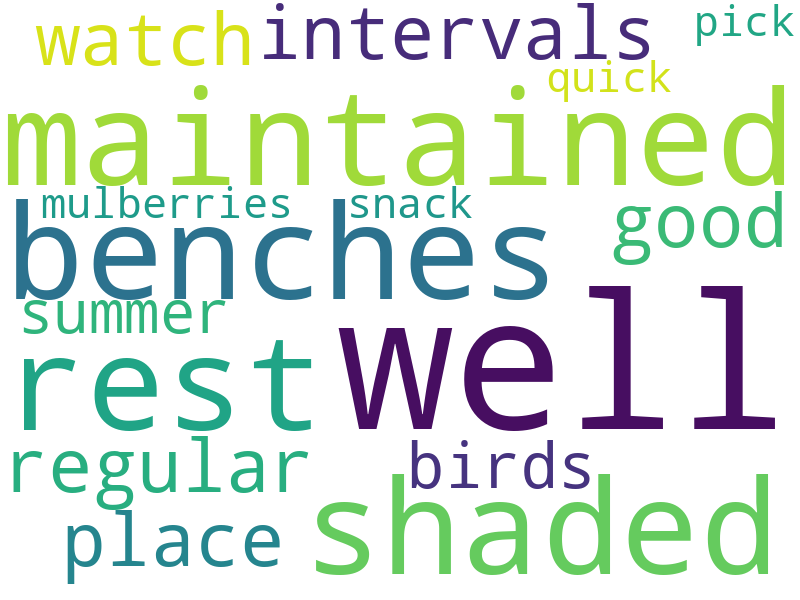 watch intervals pick
quick
maintained
mulberries snack
benches good
summer
rest well
regular birds
place shaded